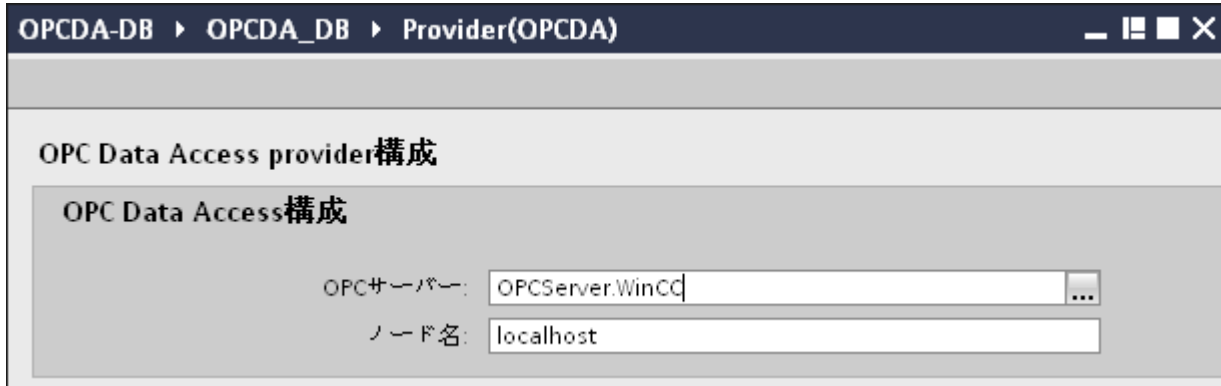 OPCDA-DB ▸ OPCDA_DB ▸ Provider(OPCDA)
OPC Data Access provider構成
OPC Data Access構成
OPCサーバー: OPCServer.WinCC ...
ノード名: localhost